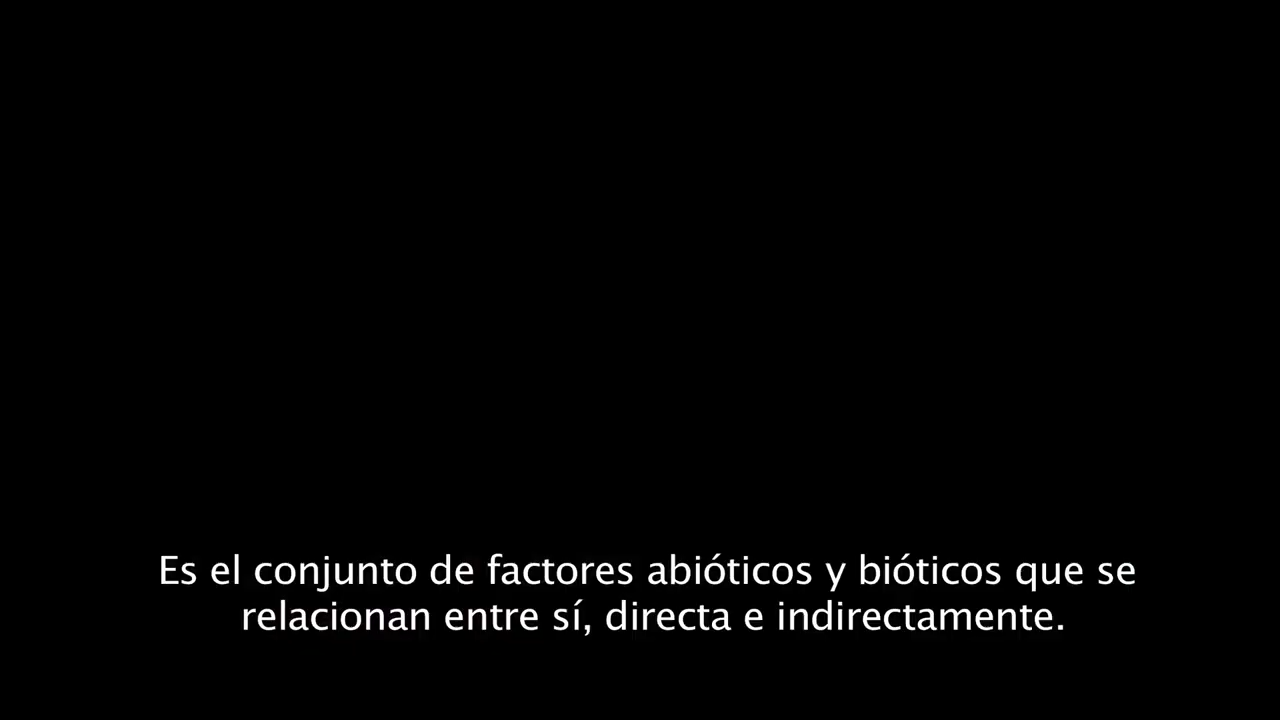 Es el conjunto de factores abióticos y bióticos que se
relacionan entre sí, directa e indirectamente.